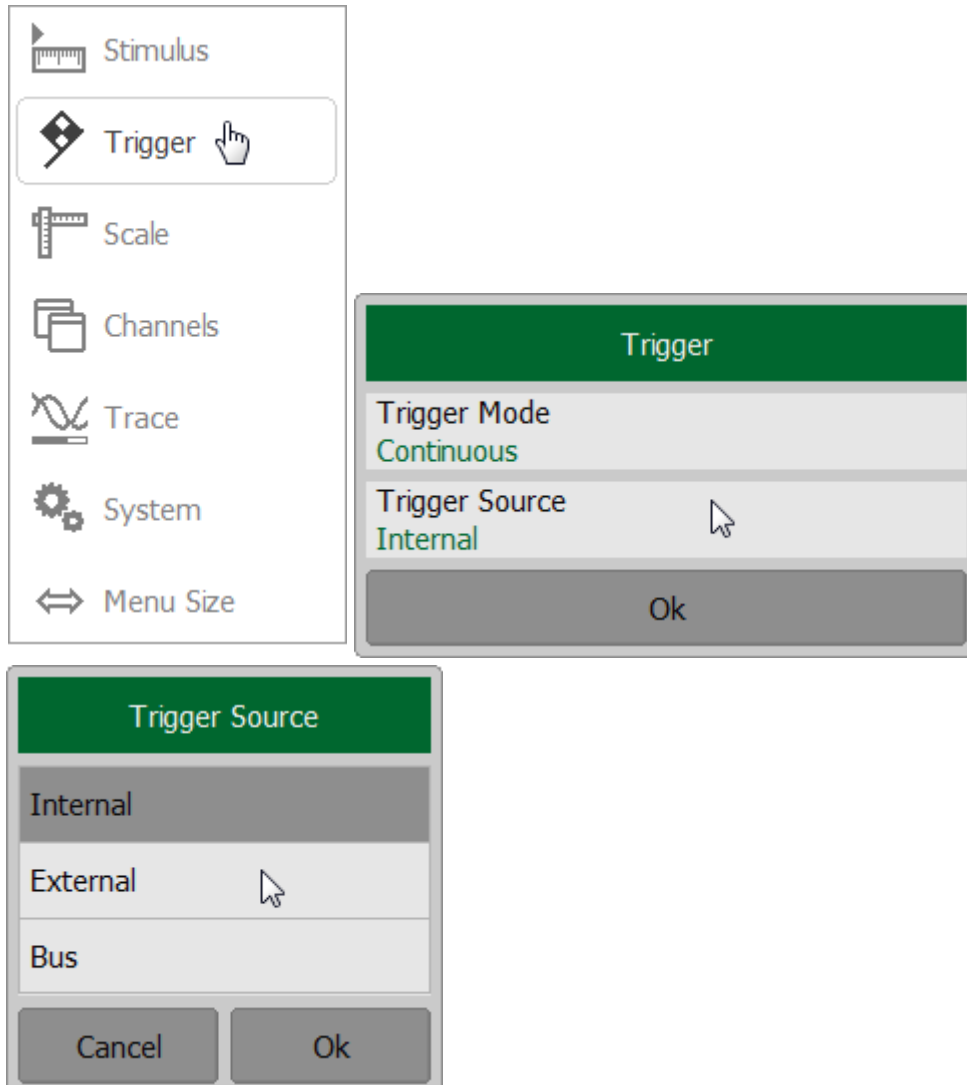 Stimulus
Trigger
Scale
Channels
Trace
System
Menu Size
Trigger
Trigger Mode
Continuous
Trigger Source
Internal
Ok
Trigger Source
Internal
External
Bus
Cancel
Ok